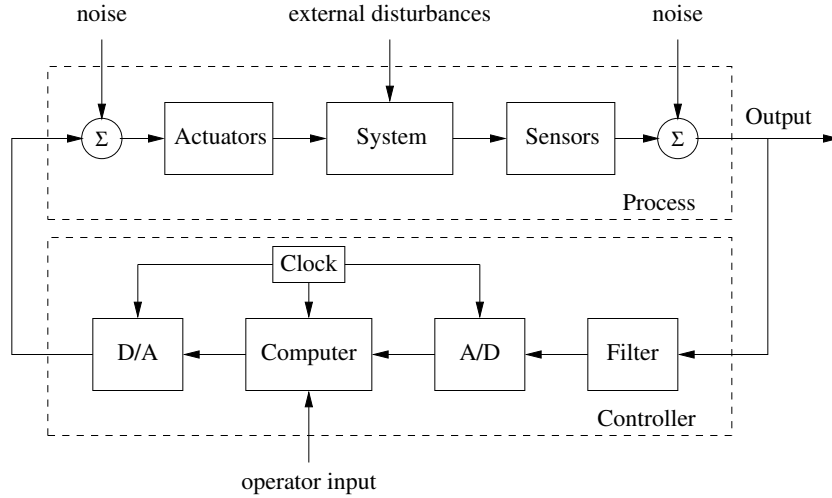 noise
external disturbances
noise
Σ
Actuators
System
Sensors
Σ
Output
Process
Clock
D/A
Computer
A/D
Filter
Controller
operator input